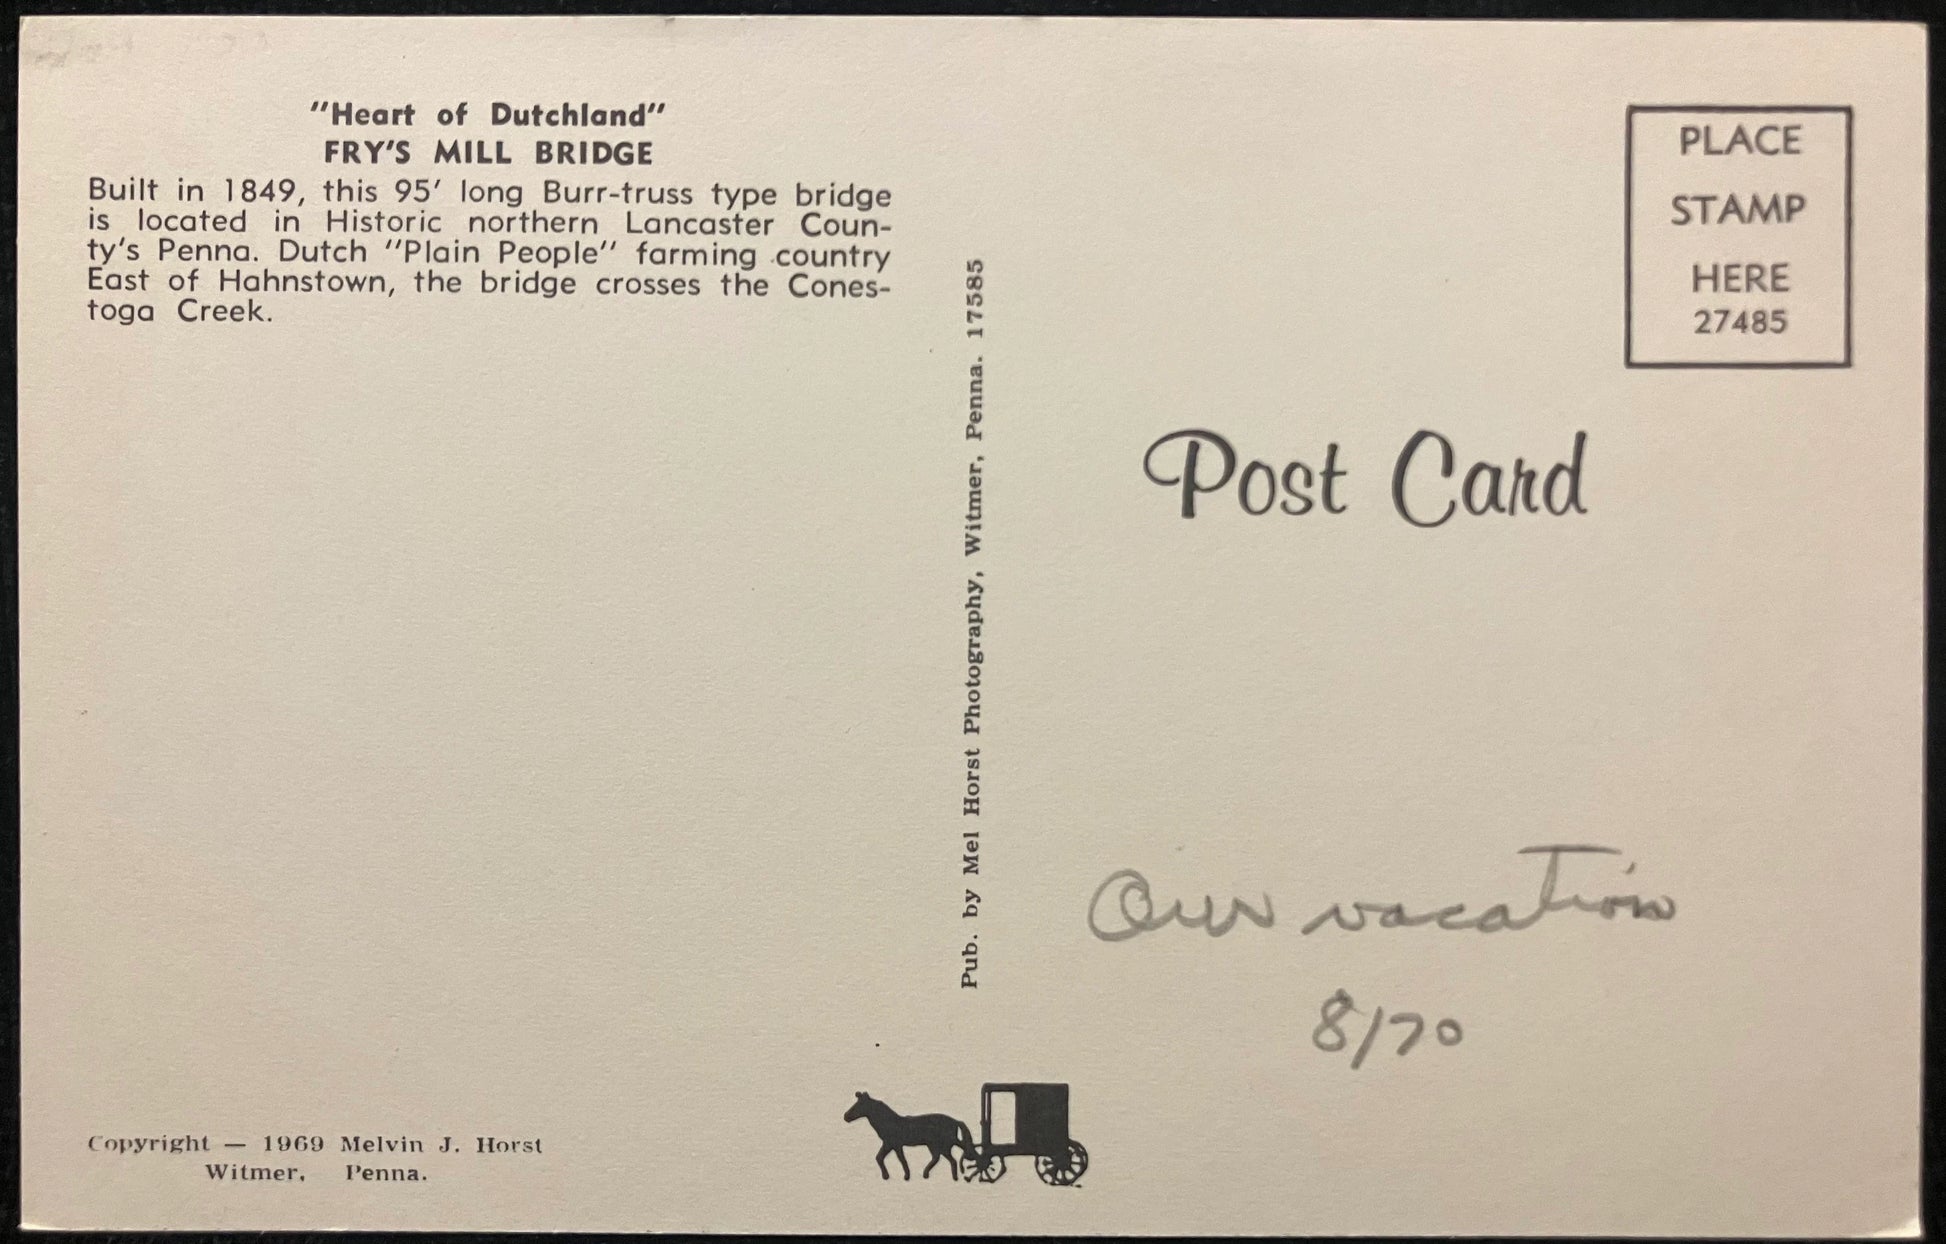 "Heart of Dutchland"
FRY'S MILL BRIDGE
Built in 1849, this 95' long Burr-truss type bridge
is located in Historic northern Lancaster Coun-
ty's Penna. Dutch "Plain People" farming country
East of Hahnstown, the bridge crosses the Cones-
toga Creek.
Copyright — 1969 Melvin J. Horst
Witmer, Penna.
Pub. by Mel Horst Photography, Witmer, Penna. 17585
PLACE
STAMP
HERE
27485
Post Card
Our vacation
8/70